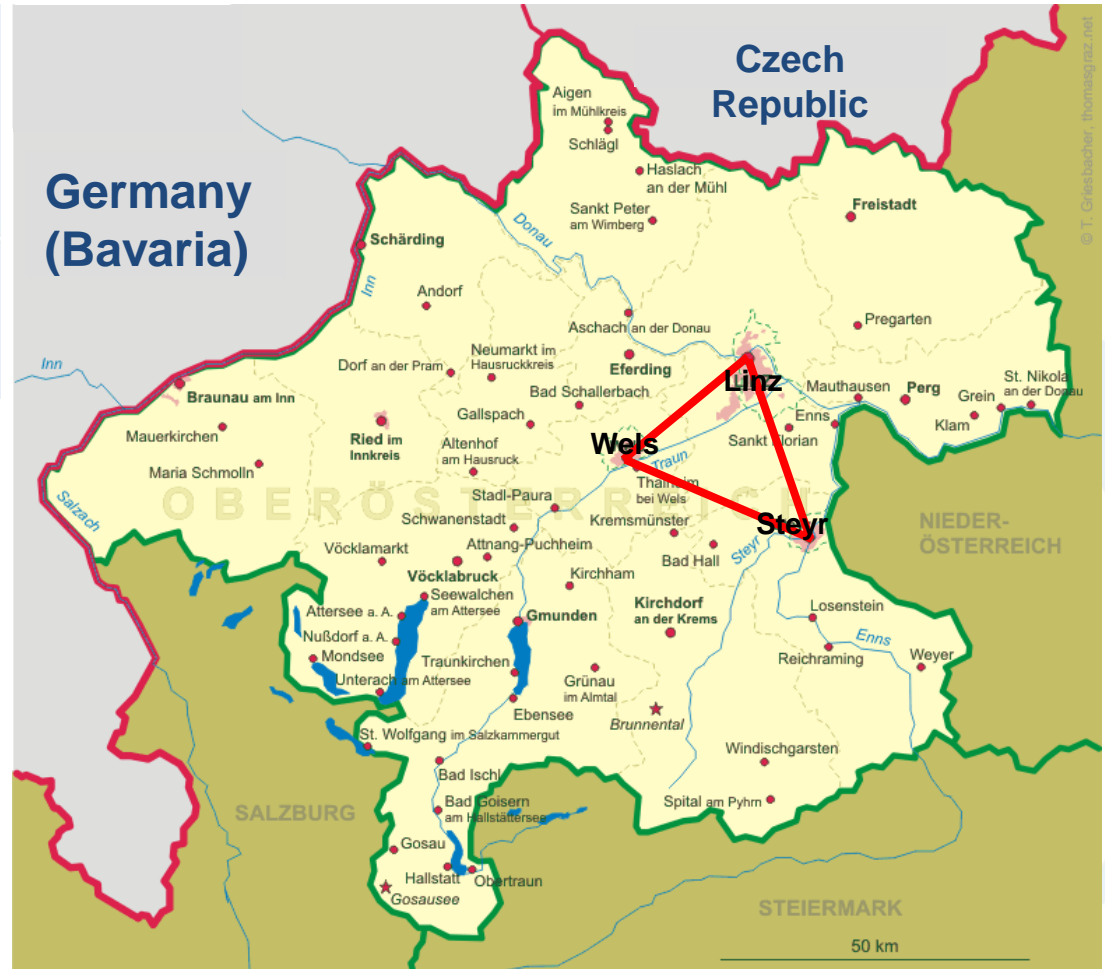 Czech
Republic
Germany
(Bavaria)
© T. Griesbacher, thomasgraz.net
Aigen
im Mühlkreis
Schlägl
Haslach
an der Mühl
Sankt Peter
am Wimberg
Freistadt
Donau
Schärding
Inn
Andorf
Pregarten
Aschach an der Donau
Neumarkt im
Hausruckkreis
Dorf an der Pram
Eferding
Inn
Linz
Braunau am Inn
Bad Schallerbach
Mauthausen
Perg
St. Nikola
an der Donau
Grein
Gallspach
Enns
Klam
Mauerkirchen
Ried im
Innkreis
Altenhof
am Hausruck
Wels
Sankt Florian
Maria Schmolln
Traun
Thalheim
bei Wels
Salzach
OBERÖSTERREICH
Stadl-Paura
Schwanenstadt
Kremsmünster
Steyr
NIEDER-
ÖSTERREICH
Vöcklamarkt
Attnang-Puchheim
Bad Hall
Steyr
Vöcklabruck
Kirchham
Seewalchen
am Attersee
Attersee a. A.
Gmunden
Kirchdorf
an der Krems
Losenstein
Enns
Nußdorf a. A.
Mondsee
Traunkirchen
Reichraming
Weyer
Unterach am Attersee
Grünau
im Almtal
Ebensee
Brunnental
St. Wolfgang im Salzkammergut
Windischgarsten
Bad Ischl
SALZBURG
Bad Goisern
am Hallstättersee
Spital am Pyhrn
Gosau
Hallstatt
Obertraun
Gosausee
STEIERMARK
50 km